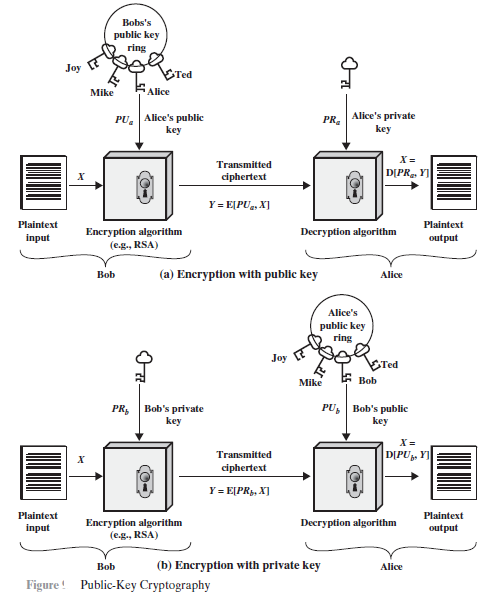 Bobs's
public key
ring
Joy
Ted
Mike
Alice
PUa
Alice's public
key
PRa
Alice's private
key
X
Transmitted
ciphertext
Y = E[PUa, X]
X =
D[PRa, Y]
Plaintext
input
Encryption algorithm
(e.g., RSA)
Decryption algorithm
Plaintext
output
Bob
(a) Encryption with public key
Alice
Alice's
public key
ring
Joy
Ted
Mike
Bob
PRb
Bob's private
key
PUb
Bob's public
key
X
Transmitted
ciphertext
Y = E[PRb, X]
X =
D[PUb, Y]
Plaintext
input
Encryption algorithm
(e.g., RSA)
Decryption algorithm
Plaintext
output
Bob
(b) Encryption with private key
Alice
Figure Public-Key Cryptography